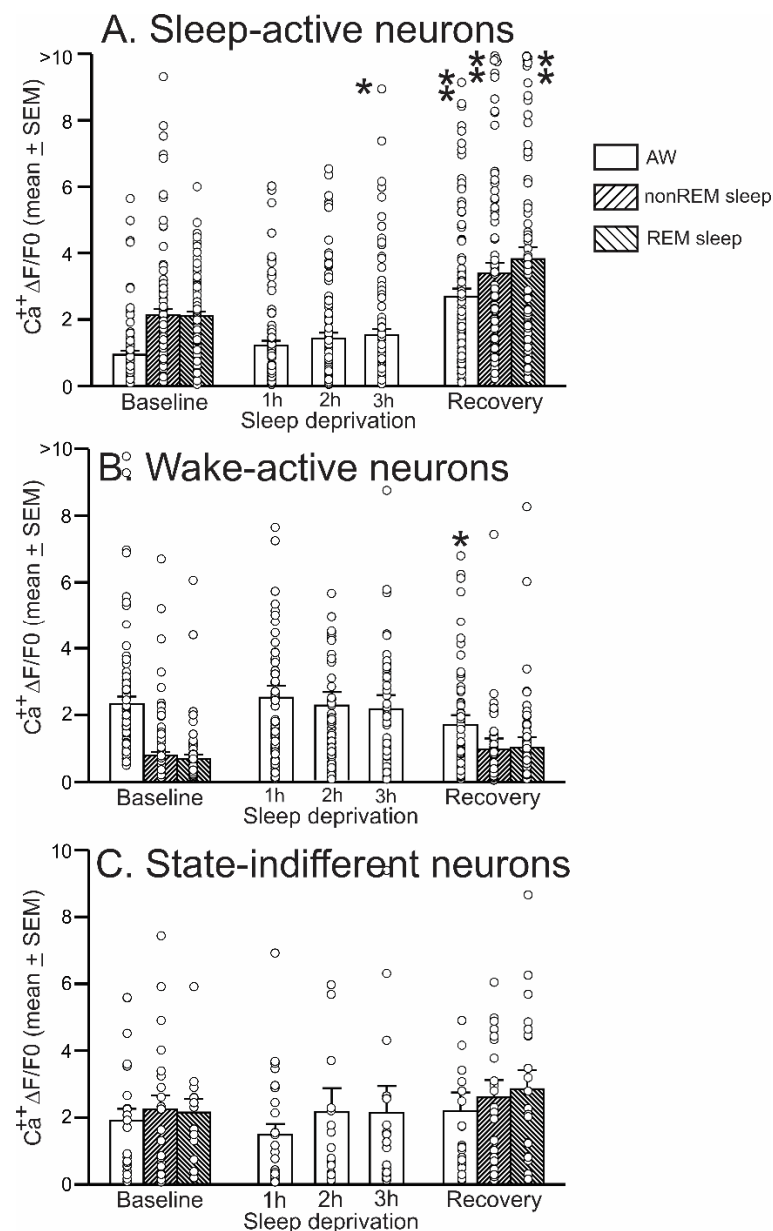 A. Sleep-active neurons
>10
8
6
4
2
0
Ca++ ΔF/F0 (mean ± SEM)
*
**
**
**
AW
nonREM sleep
REM sleep
Baseline
1h 2h 3h
Sleep deprivation
Recovery
B. Wake-active neurons
>10
8
6
4
2
0
Ca++ ΔF/F0 (mean ± SEM)
*
Baseline
1h 2h 3h
Sleep deprivation
Recovery
C. State-indifferent neurons
10
8
6
4
2
0
Ca++ ΔF/F0 (mean ± SEM)
Baseline
1h 2h 3h
Sleep deprivation
Recovery